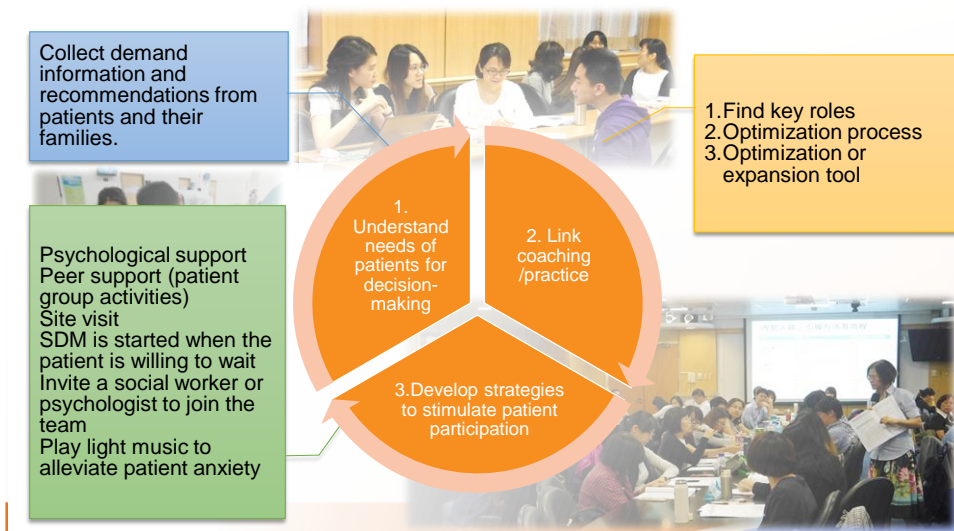 Collect demand
information and
recommendations from
patients and their
families.
1.Find key roles
2.Optimization process
3.Optimization or
expansion tool
1.
Understand
needs of
patients for
decision-
making
2. Link
coaching
/practice
3.Develop strategies
to stimulate patient
participation
Psychological support
Peer support (patient
group activities)
Site visit
SDM is started when the
patient is willing to wait
Invite a social worker or
psychologist to join the
team
Play light music to
alleviate patient anxiety